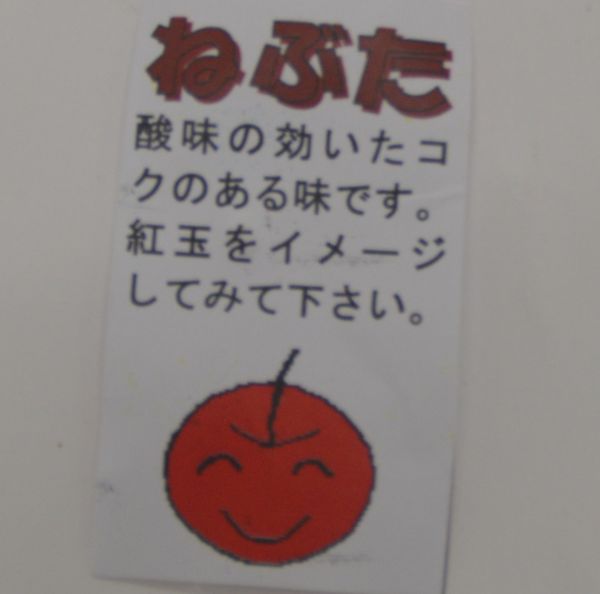 ねぶた
酸味の効いたコ
クのある味です。
紅玉をイメージ
してみて下さい。